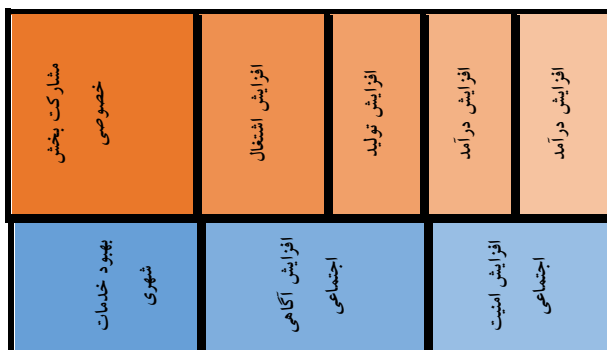 مشارکت بخش
خصوصی
افزایش اشتغال
افزایش تولید
افزایش درآمد
افزایش درآمد
بهبود خدمات
شهری
افزایش آگاهی
اجتماعی
افزایش امنیت
اجتماعی